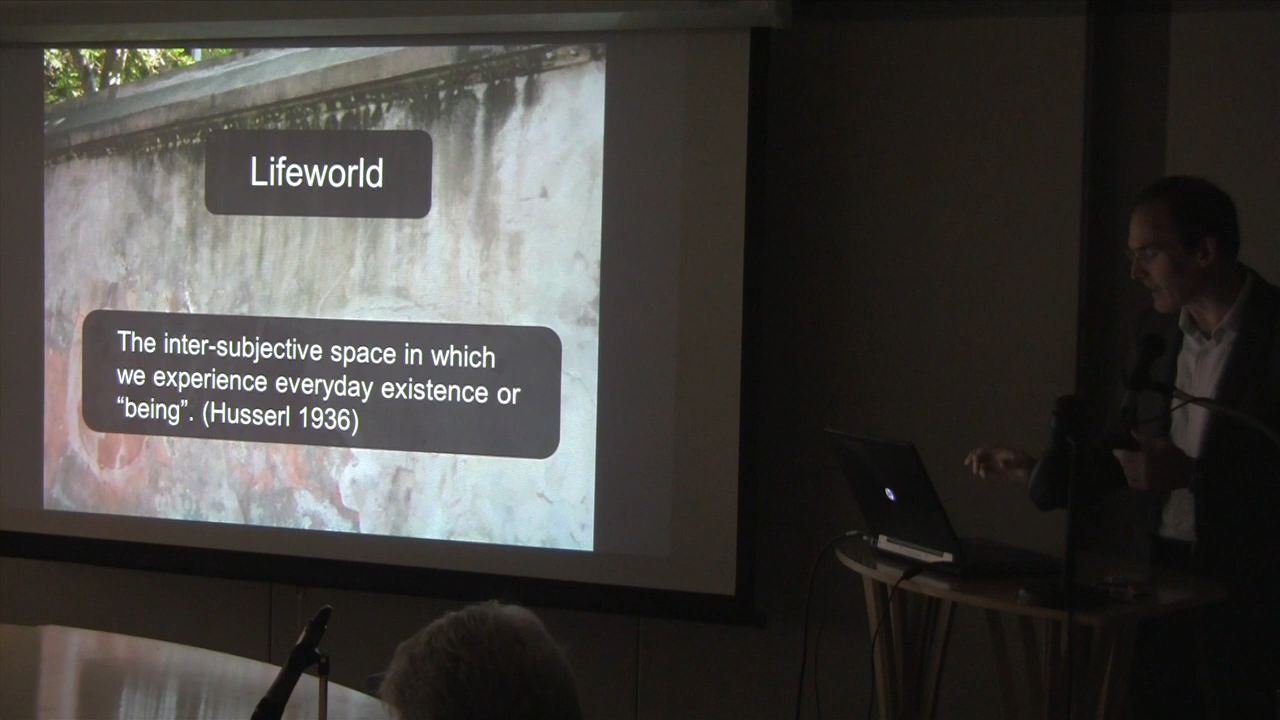 Lifeworld
The inter-subjective space in which
we experience everyday existence or
“being”. (Husserl 1936)